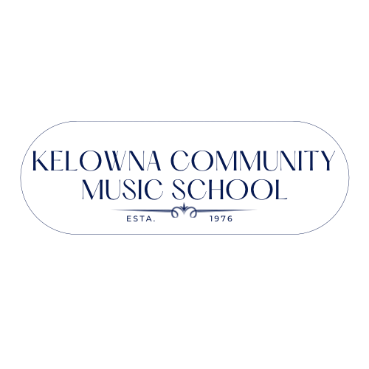 KELOWNA COMMUNITY
MUSIC SCHOOL
ESTA. 1976